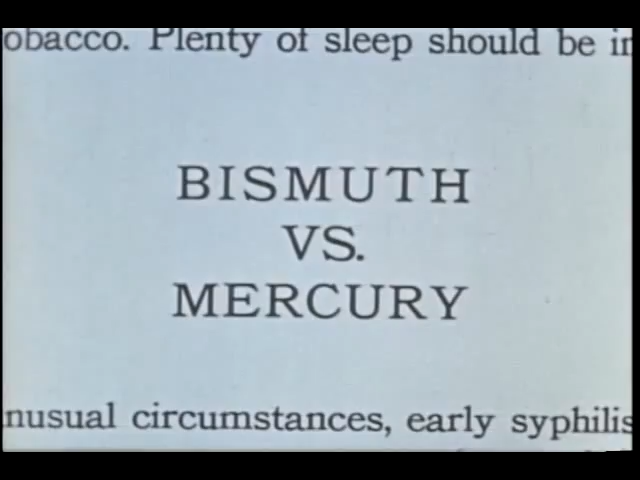 obacco. Plenty of sleep should be in
BISMUTH
VS.
MERCURY
nusual circumstances, early syphilis